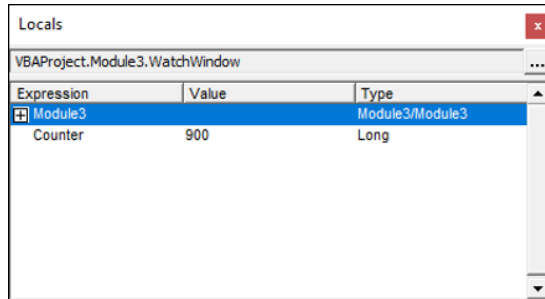 Locals
x
VBAProject.Module3.WatchWindow ...
Expression Value Type
Module3 Module3/Module3
Counter 900 Long